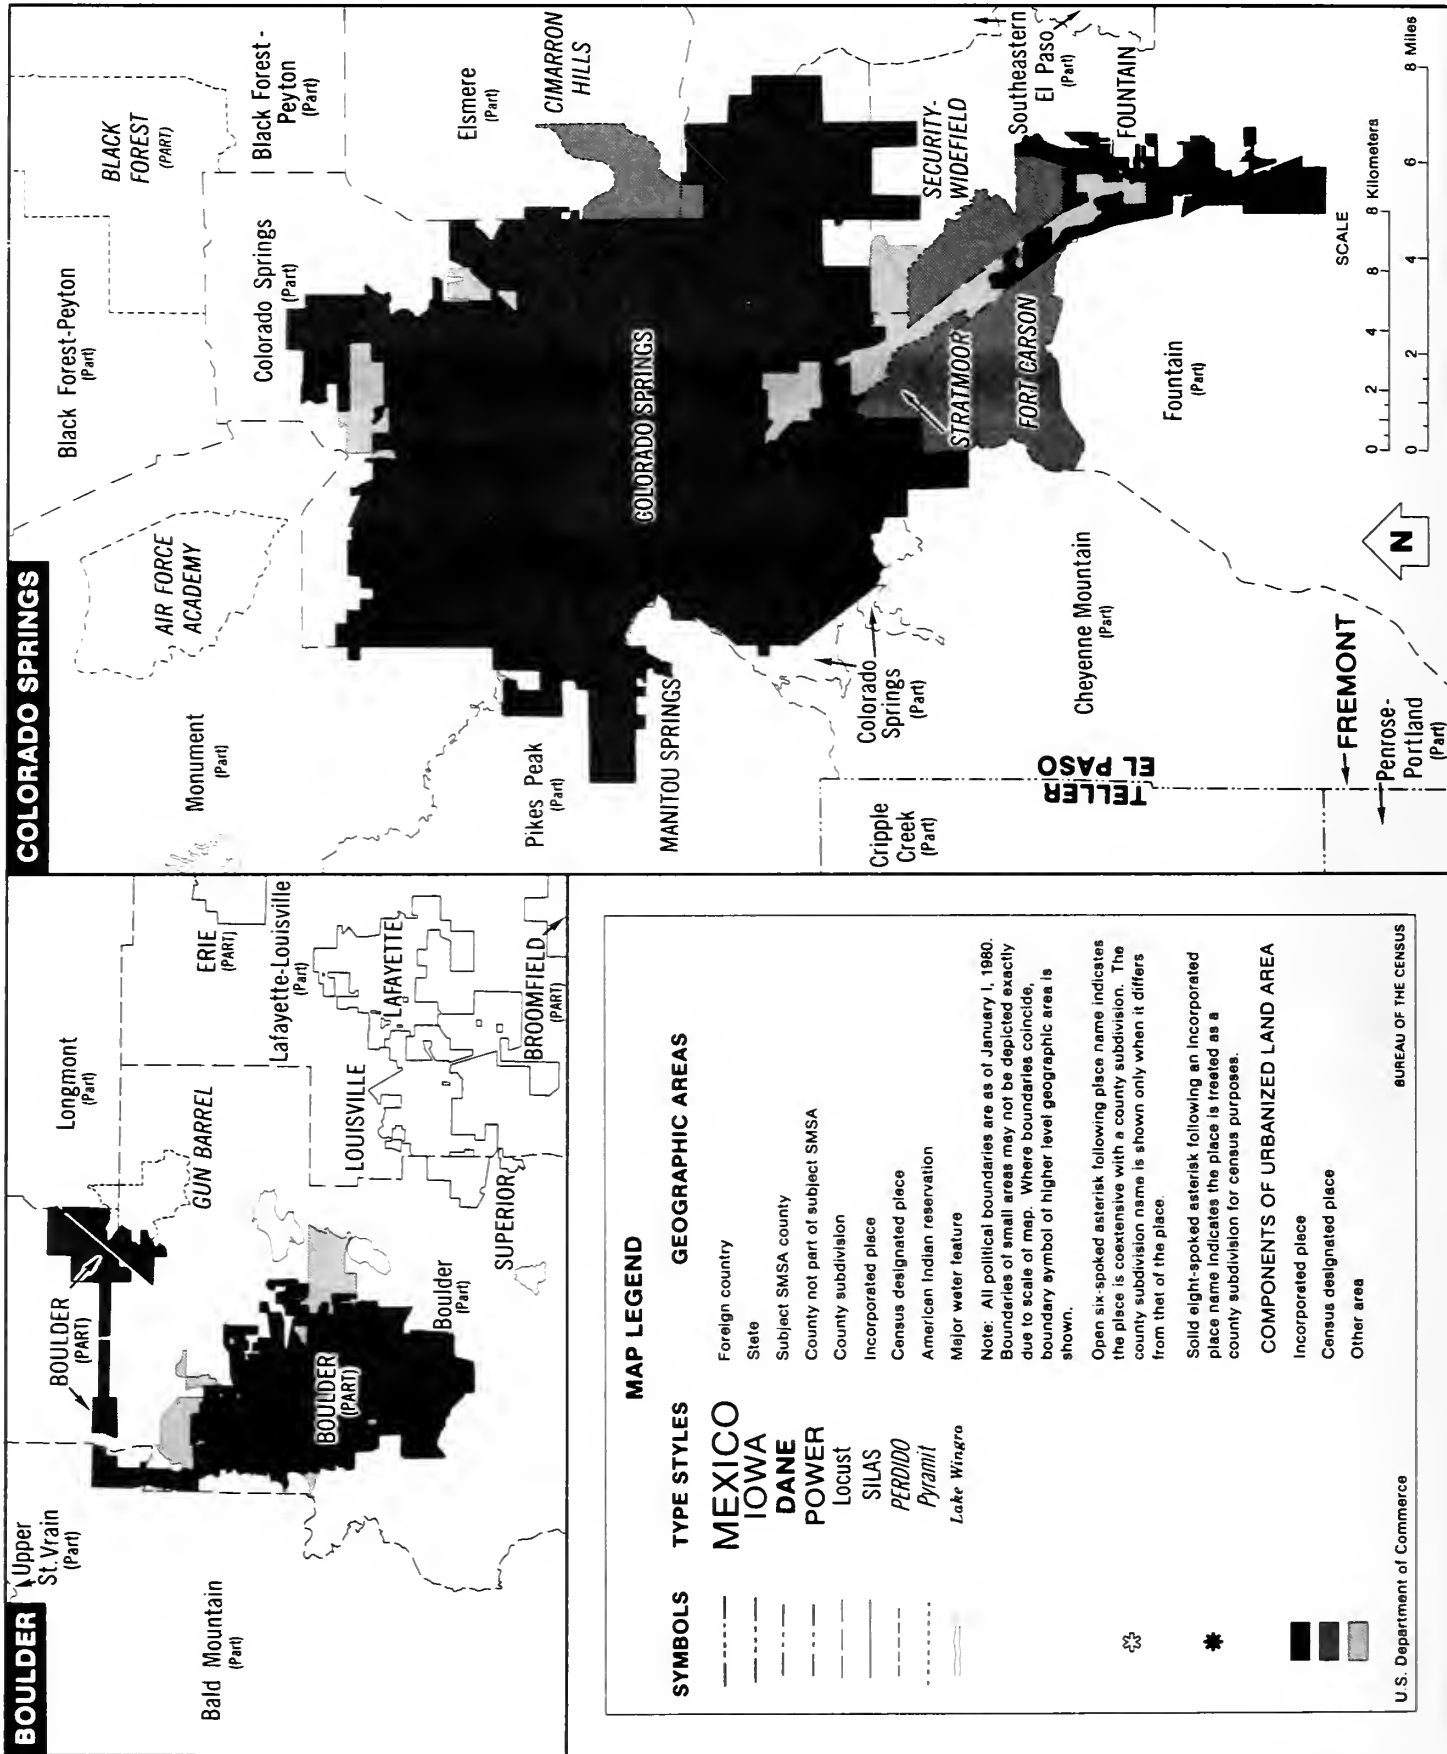 BOULDER
Upper
St. Vrain
(Part)
Bald Mountain
(Part)
BOULDER
(PART)
Longmont
(Part)
GUN BARREL
ERIE
(PART)
Lafayette-Louisville
(Part)
LAFAYETTE
LOUISVILLE
BROOMFIELD
(PART)
SUPERIOR
Boulder
(Part)
BOULDER
(PART)
COLORADO SPRINGS
Monument
(Part)
AIR FORCE
ACADEMY
Black Forest-Peyton
(Part)
BLACK
FOREST
(PART)
Black Forest-
Peyton
(Part)
Colorado Springs
(Part)
Elsmere
(Part)
CIMARRON
HILLS
Pikes Peak
(Part)
MANITOU SPRINGS
COLORADO SPRINGS
SECURITY-
WIDEFIELD
Southeastern
El Paso
(Part)
FOUNTAIN
Colorado
Springs
(Part)
Cripple
Creek
(Part)
STRATMOOR
FORT CARSON
Cheyenne Mountain
(Part)
Fountain
(Part)
TELLER
EL PASO
FREMONT
Penrose-
Portland
(Part)
N
SCALE
0 2 4 8 8 Kilometers
0 2 4 6 8 Miles
MAP LEGEND
SYMBOLS TYPE STYLES GEOGRAPHIC AREAS
MEXICO Foreign country
IOWA State
DANE Subject SMSA county
POWER County not part of subject SMSA
Locust County subdivision
SILAS Incorporated place
PERDIDO Census designated place
Pyramit American Indian reservation
Lake Wingra Major water feature
Note: All political boundaries are as of January 1, 1980.
Boundaries of small areas may not be depicted exactly
due to scale of map. Where boundaries coincide,
boundary symbol of higher level geographic area is
shown.
Open six-spoked asterisk following place name indicates
the place is coextensive with a county subdivision. The
county subdivision name is shown only when it differs
from that of the place.
Solid eight-spoked asterisk following an incorporated
place name indicates the place is treated as a
county subdivision for census purposes.
COMPONENTS OF URBANIZED LAND AREA
Incorporated place
Census designated place
Other area
U.S. Department of Commerce BUREAU OF THE CENSUS